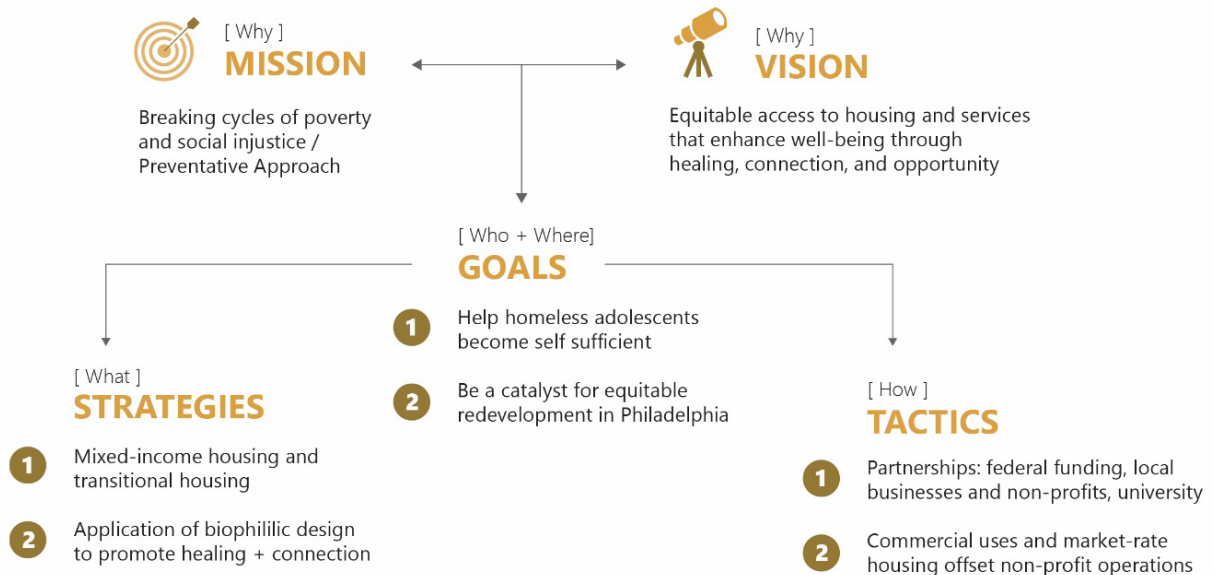 [ Why ]
MISSION
Breaking cycles of poverty
and social injustice /
Preventative Approach
[ Why ]
VISION
Equitable access to housing and services
that enhance well-being through
healing, connection, and opportunity
[ Who + Where]
GOALS
1 Help homeless adolescents
become self sufficient
2 Be a catalyst for equitable
redevelopment in Philadelphia
[ What ]
STRATEGIES
1 Mixed-income housing and
transitional housing
2 Application of biophililic design
to promote healing + connection
[ How ]
TACTICS
1 Partnerships: federal funding, local
businesses and non-profits, university
2 Commercial uses and market-rate
housing offset non-profit operations